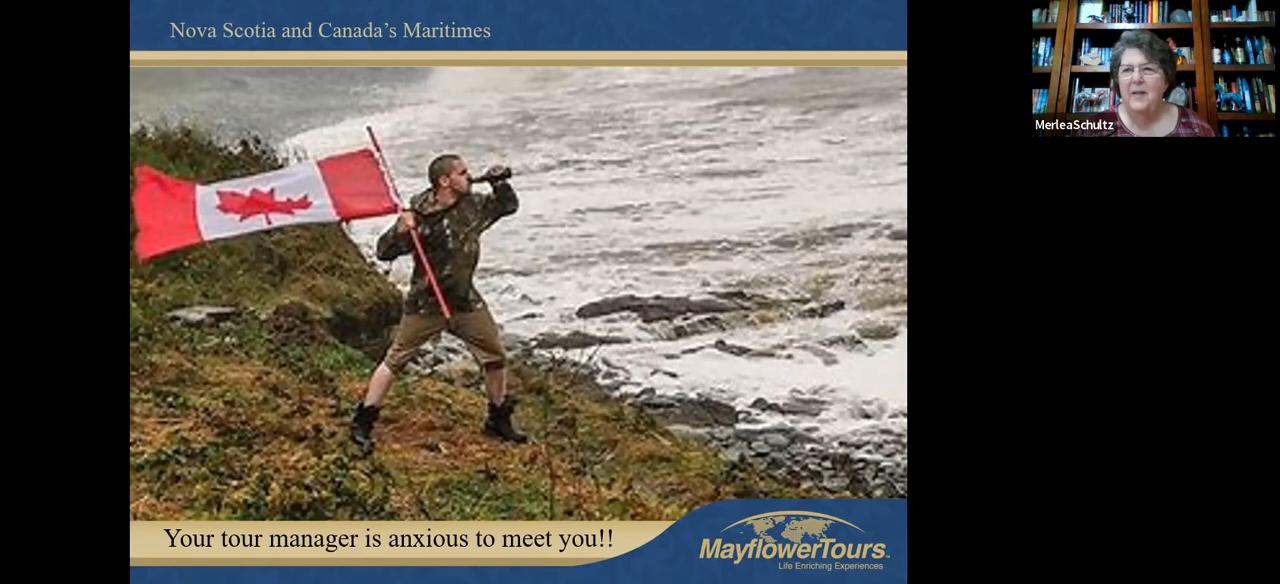 Nova Scotia and Canada’s Maritimes
MerleaSchultz
Your tour manager is anxious to meet you!!
MayflowerTours
Life Enriching Experiences